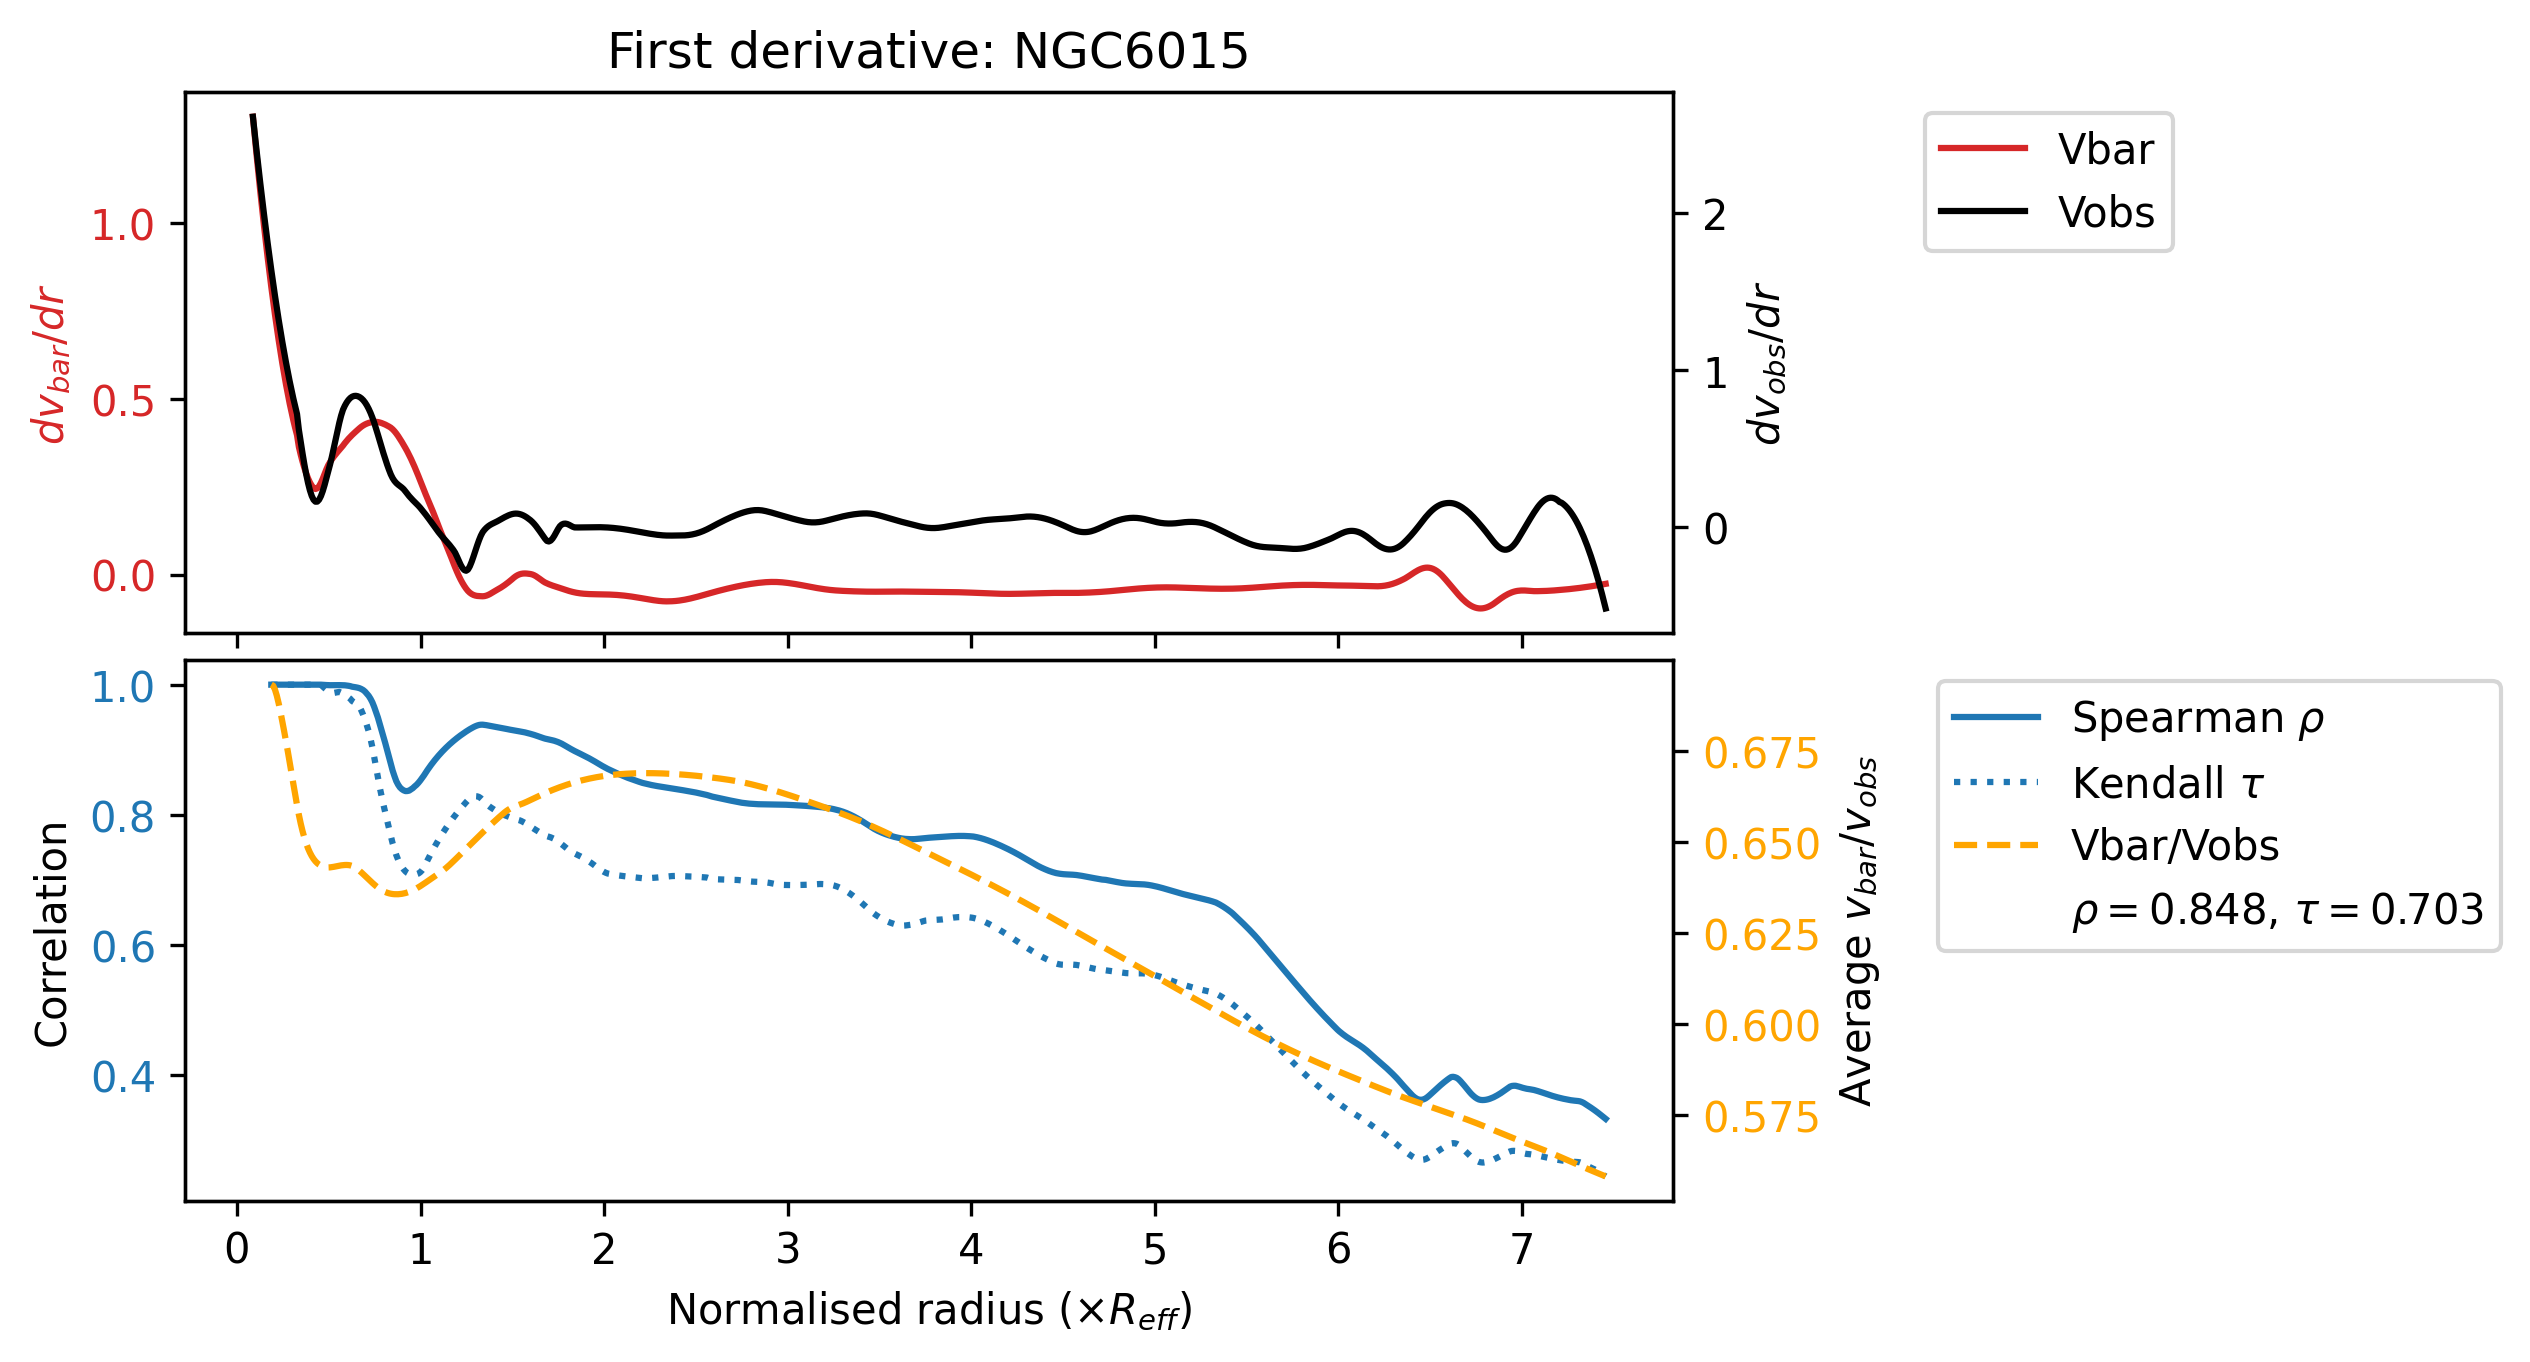 First derivative: NGC6015
dv_bar/dr
1.0
0.5
0.0
2
1
0
dv_obs/dr
Vbar
Vobs
Correlation
1.0
0.8
0.6
0.4
0.675
0.650
0.625
0.600
0.575
Average v_bar/v_obs
Spearman ρ
Kendall τ
Vbar/Vobs
ρ = 0.848, τ = 0.703
0 1 2 3 4 5 6 7
Normalised radius (×R_eff)